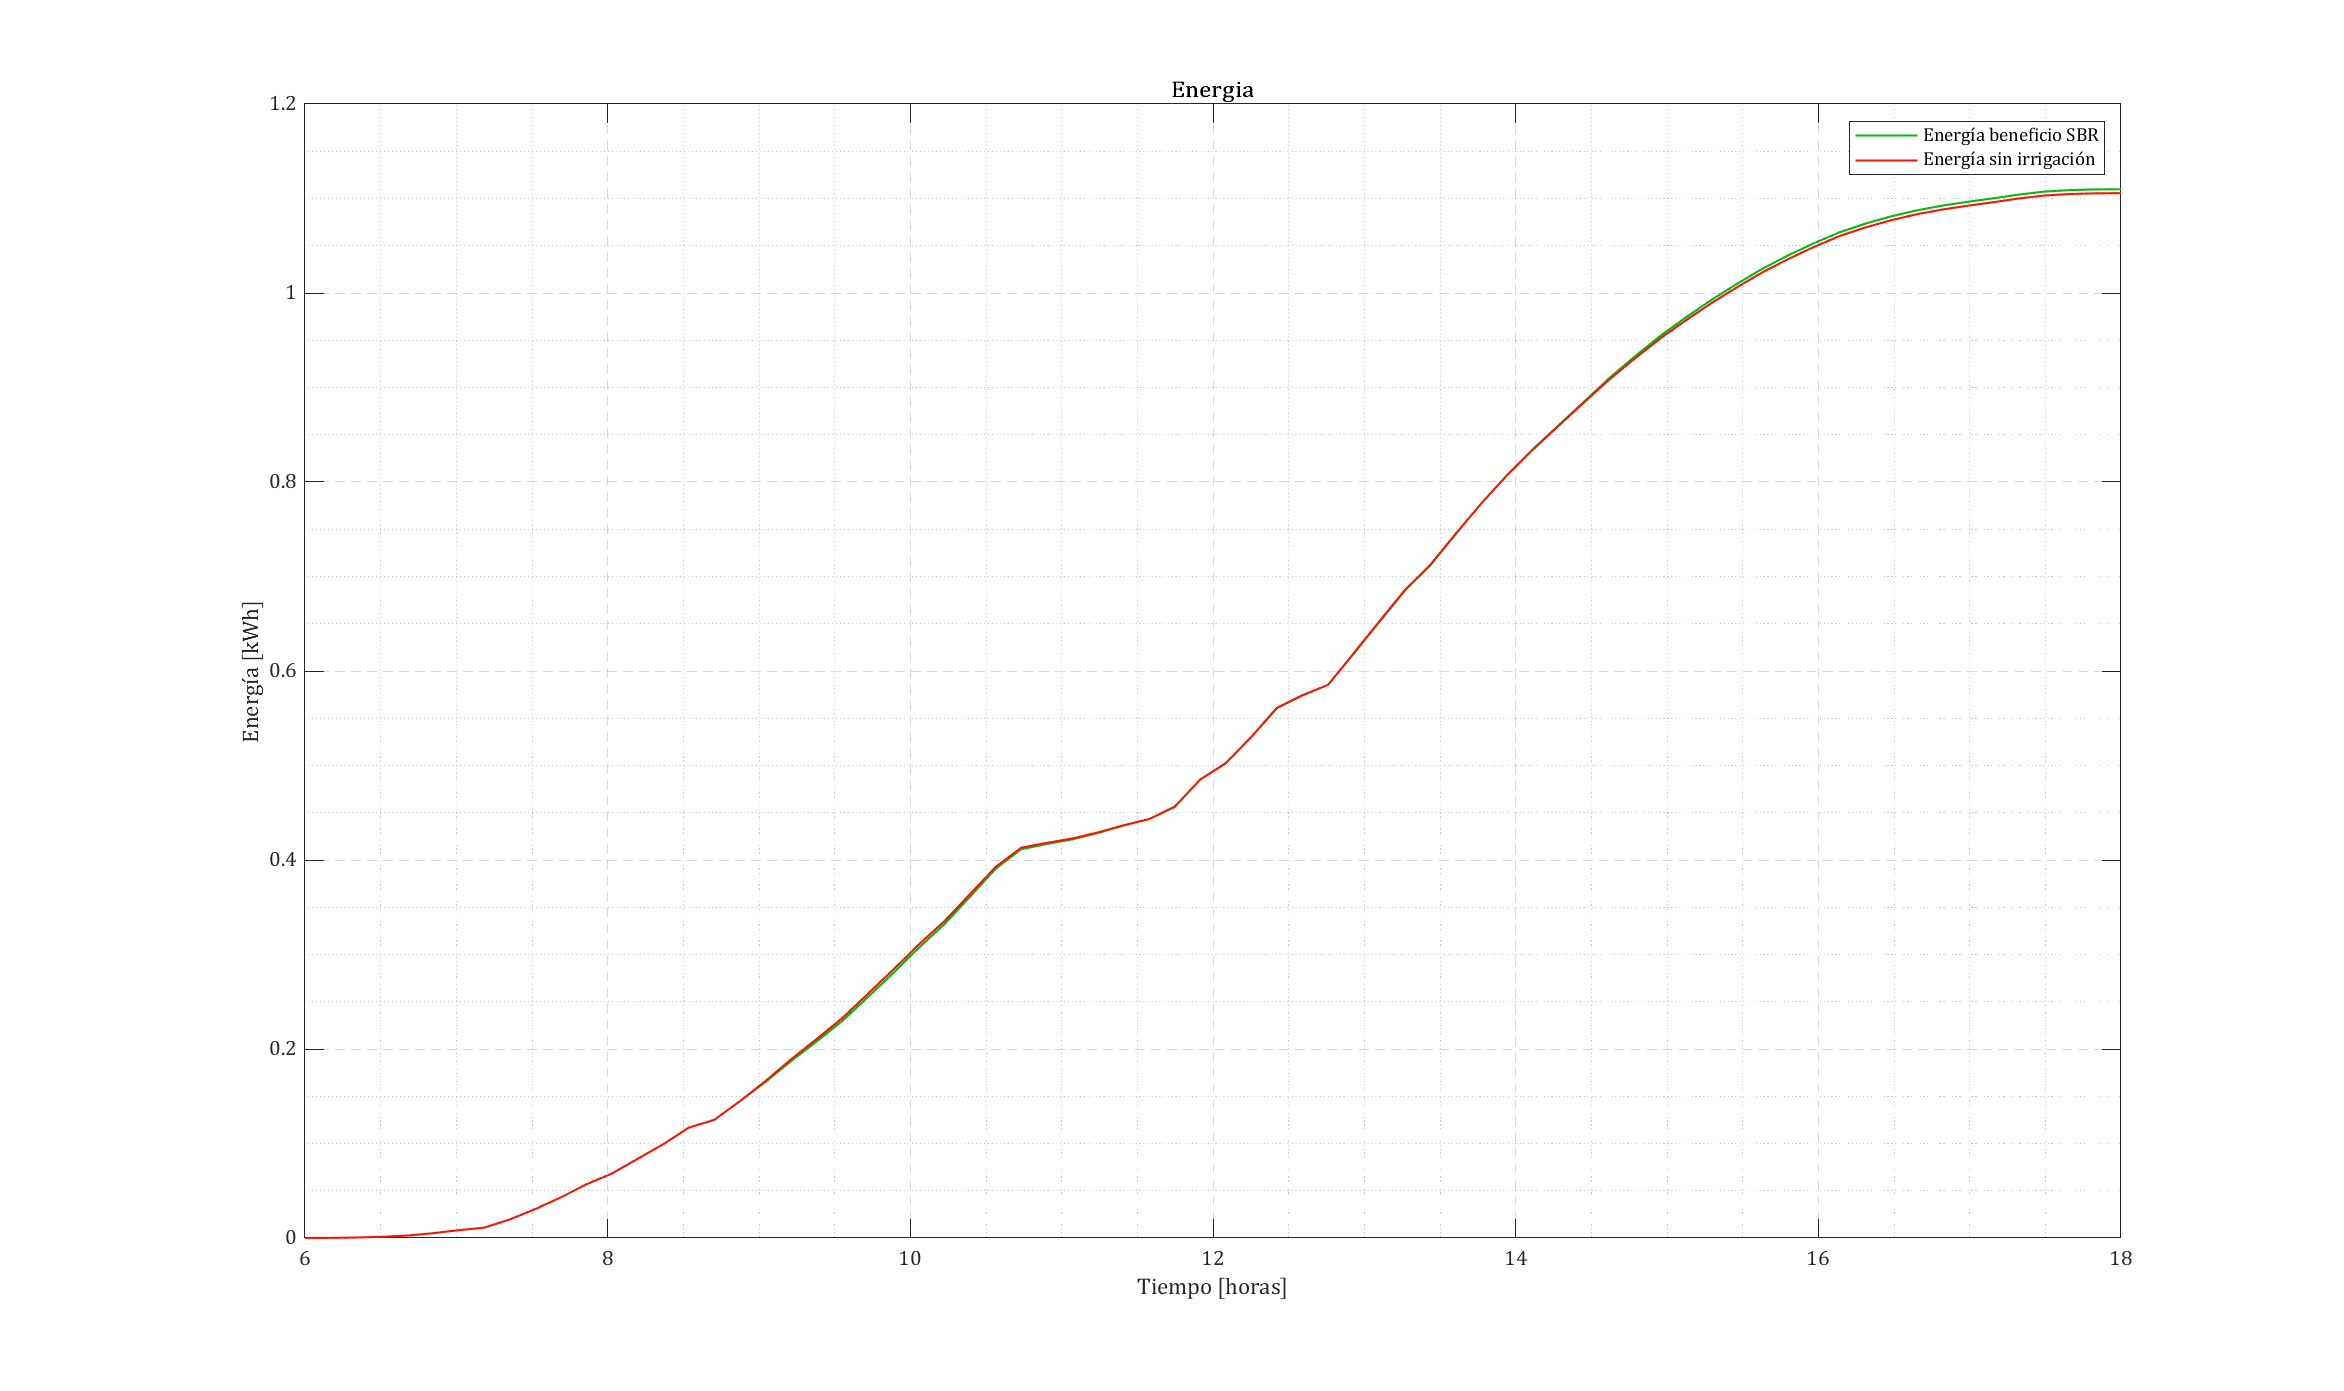 Energia
1.2
1
0.8
0.6
0.4
0.2
0
Energía [kWh]
Energía beneficio SBR
Energía sin irrigación
6 8 10 12 14 16 18
Tiempo [horas]